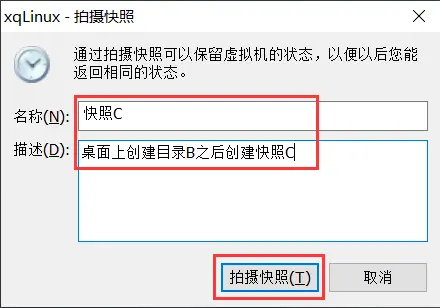 xqLinux - 拍摄快照
通过拍摄快照可以保留虚拟机的状态，以便以后您能
返回相同的状态。
名称(N): 快照C
描述(D): 桌面上创建目录B之后创建快照C
拍摄快照(T) 取消